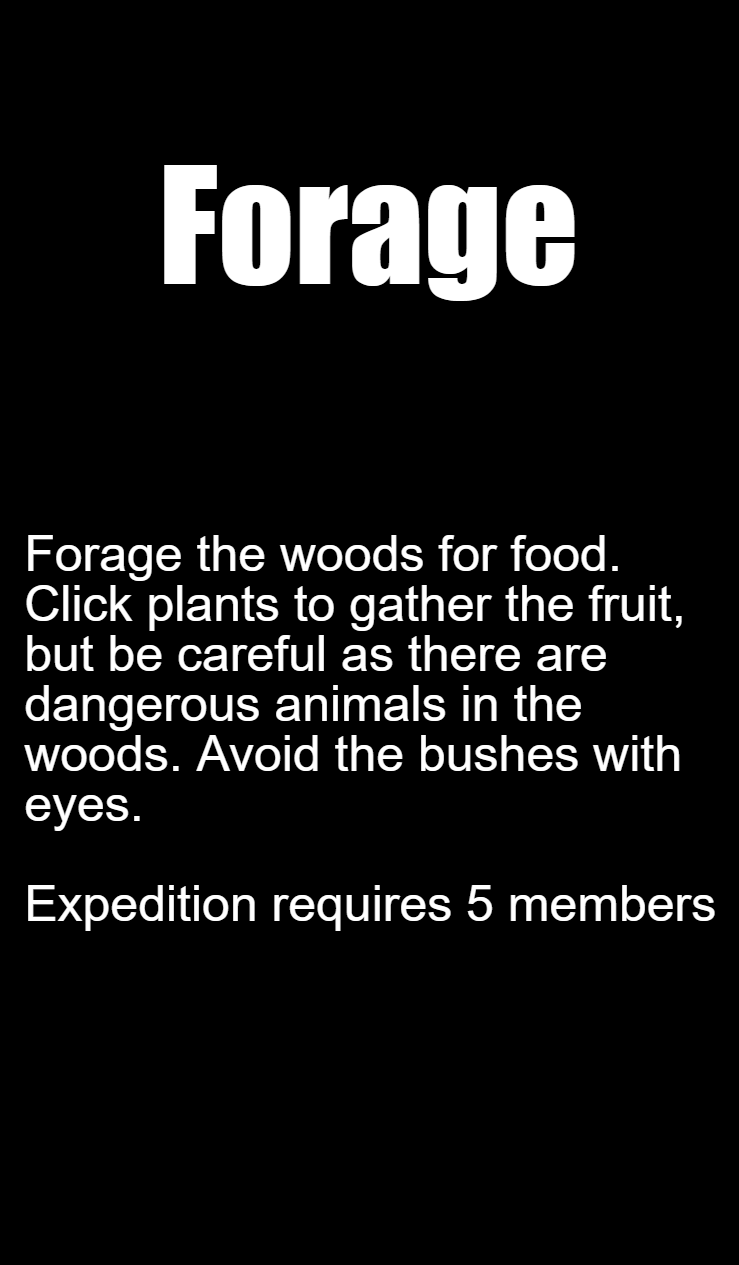 Forage
Forage the woods for food.
Click plants to gather the fruit,
but be careful as there are
dangerous animals in the
woods. Avoid the bushes with
eyes.
Expedition requires 5 members